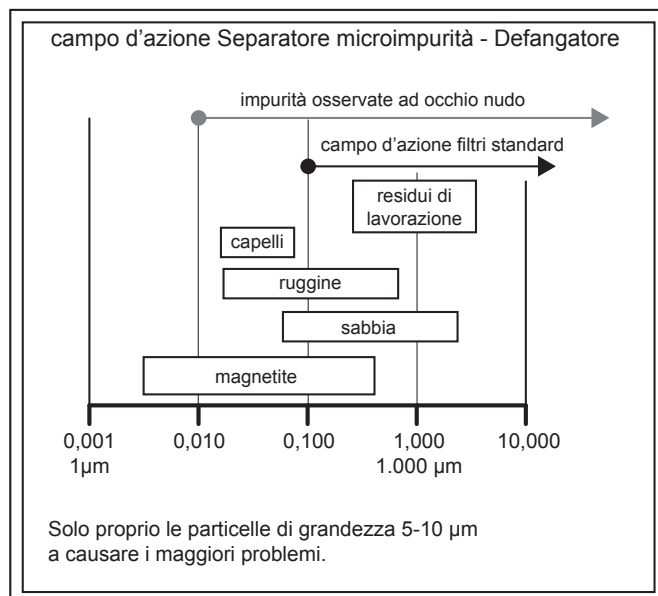 campo d'azione Separatore microimpurità - Defangatore
impurità osservate ad occhio nudo
campo d'azione filtri standard
residui di
lavorazione
capelli
ruggine
sabbia
magnetite
0,001 0,010 0,100 1,000 10,000
1µm 1.000 µm
Solo proprio le particelle di grandezza 5-10 µm
a causare i maggiori problemi.